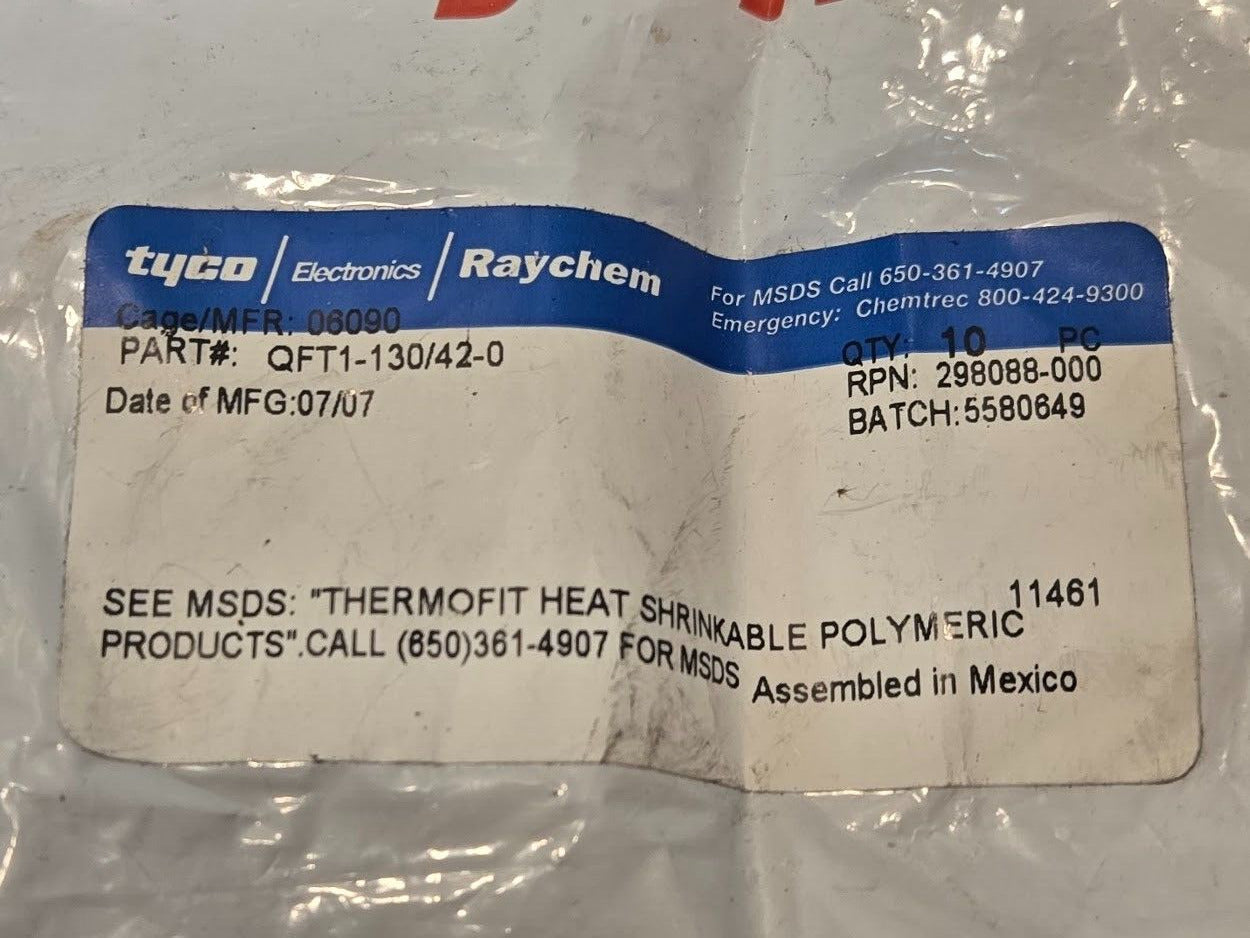 tyco / Electronics / Raychem
For MSDS Call 650-361-4907
Emergency: Chemtrec 800-424-9300
Cage/MFR: 06090
QTY: 10 PC
PART#: QFT1-130/42-0
RPN: 298088-000
Date of MFG:07/07
BATCH:5580649
11461
SEE MSDS: "THERMOFIT HEAT SHRINKABLE POLYMERIC
PRODUCTS".CALL (650)361-4907 FOR MSDS
Assembled in Mexico